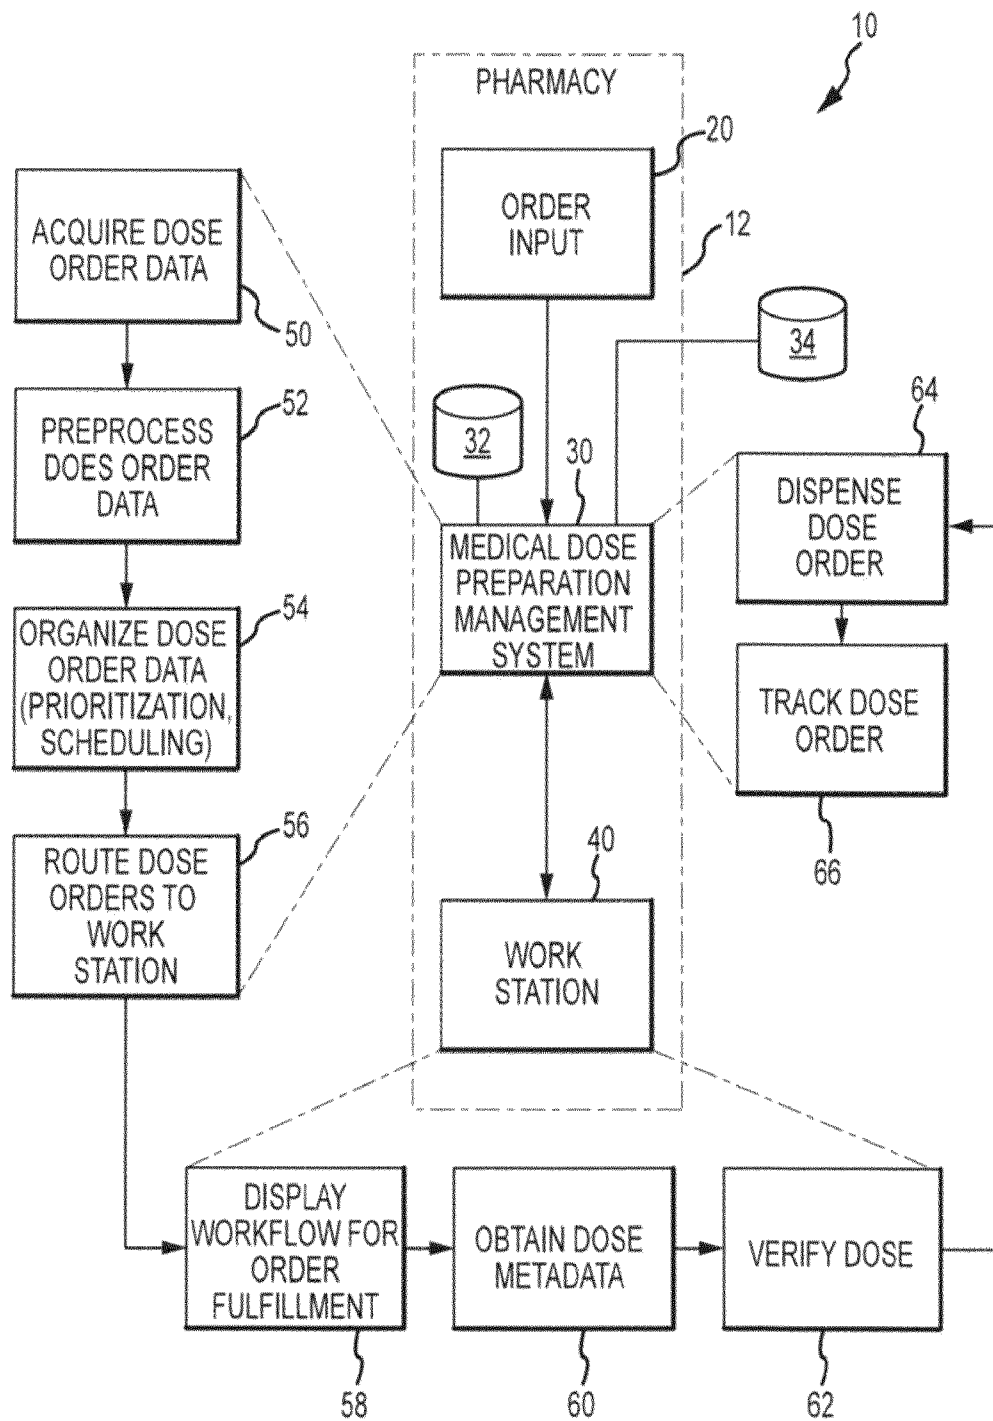 10
PHARMACY
20
ORDER
INPUT
12
ACQUIRE DOSE
ORDER DATA
50
34
32
52
PREPROCESS
DOES ORDER
DATA
30
MEDICAL DOSE
PREPARATION
MANAGEMENT
SYSTEM
64
DISPENSE
DOSE
ORDER
54
ORGANIZE DOSE
ORDER DATA
(PRIORITIZATION,
SCHEDULING)
TRACK DOSE
ORDER
66
56
ROUTE DOSE
ORDERS TO
WORK
STATION
40
WORK
STATION
DISPLAY
WORKFLOW FOR
ORDER
FULFILLMENT
58
OBTAIN DOSE
METADATA
60
VERIFY DOSE
62